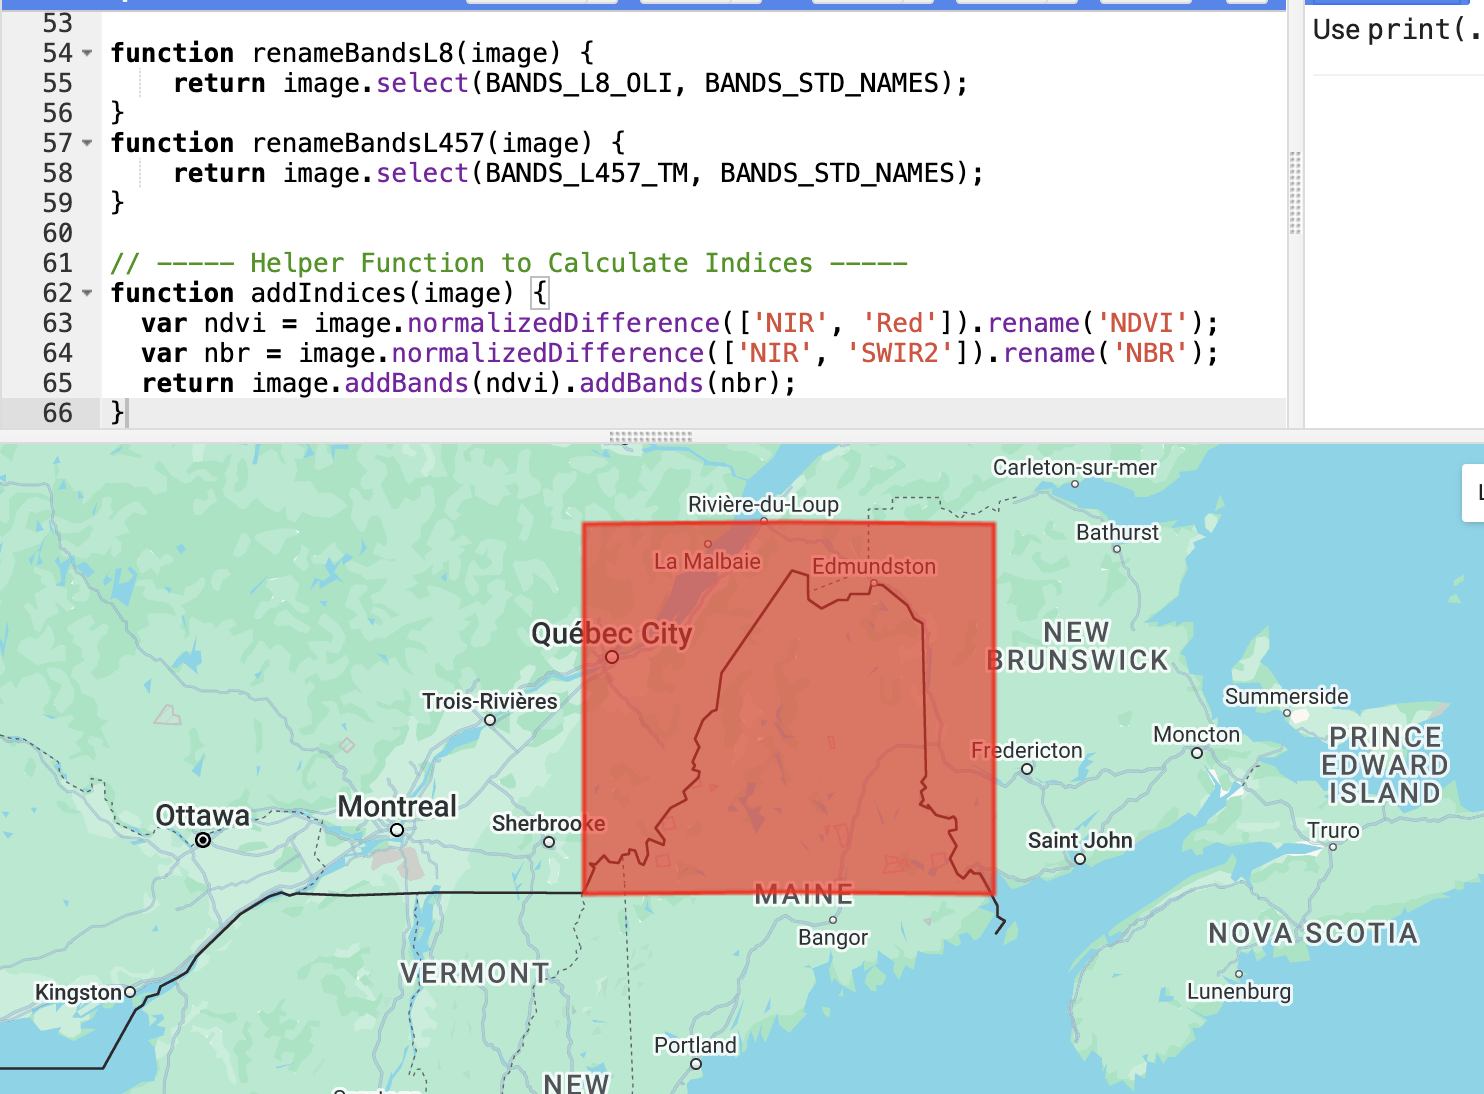 53
54 function renameBandsL8(image) {
55 return image.select(BANDS_L8_OLI, BANDS_STD_NAMES);
56 }
57 function renameBandsL457(image) {
58 return image.select(BANDS_L457_TM, BANDS_STD_NAMES);
59 }
60
61 // ––––– Helper Function to Calculate Indices –––––
62 function addIndices(image) {
63 var ndvi = image.normalizedDifference(['NIR', 'Red']).rename('NDVI');
64 var nbr = image.normalizedDifference(['NIR', 'SWIR2']).rename('NBR');
65 return image.addBands(ndvi).addBands(nbr);
66 }
Use print(.
Carleton-sur-mer
Rivière-du-Loup
Bathurst
La Malbaie
Edmundston
Québec City
NEW
BRUNSWICK
Trois-Rivières
Summerside
Fredericton
Moncton
PRINCE
EDWARD
ISLAND
Ottawa
Montreal
Sherbrooke
Saint John
Truro
MAINE
Bangor
NOVA SCOTIA
VERMONT
Kingston
Lunenburg
Portland
NEW